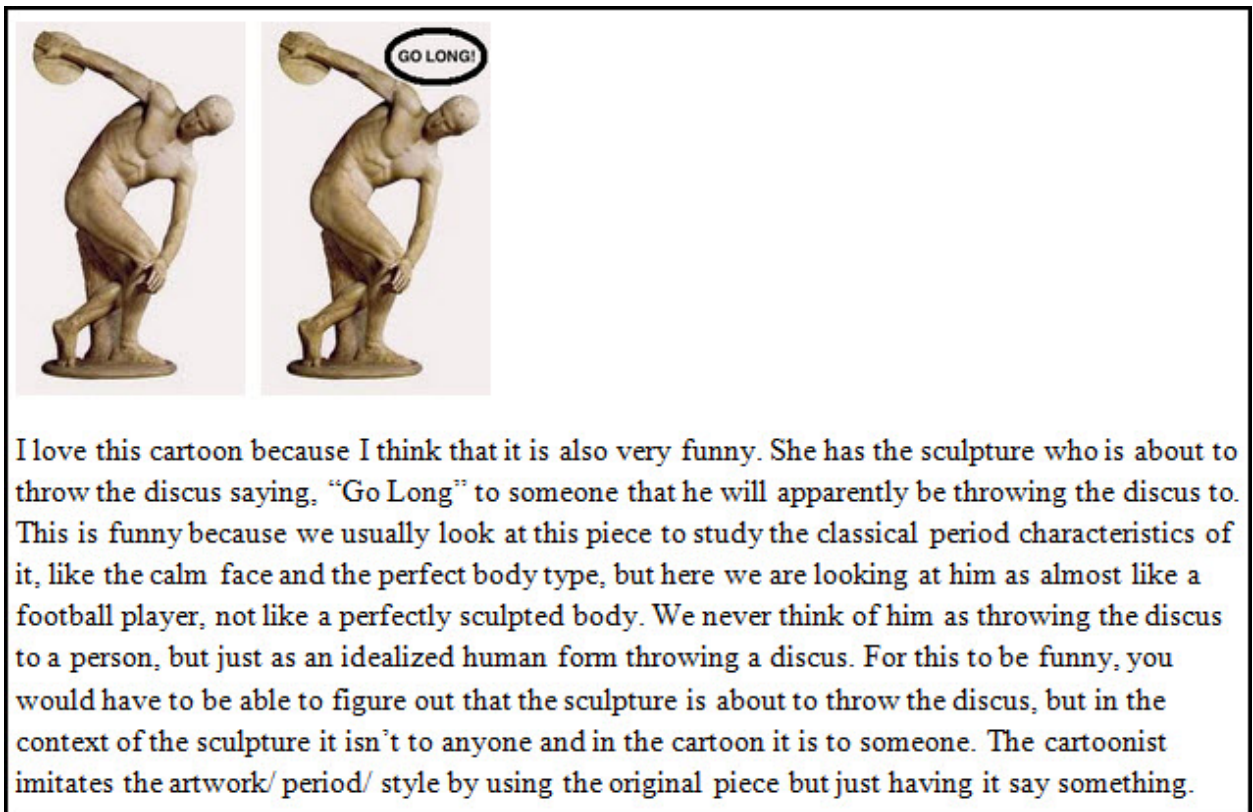 GO LONG!
I love this cartoon because I think that it is also very funny. She has the sculpture who is about to
throw the discus saying, “Go Long” to someone that he will apparently be throwing the discus to.
This is funny because we usually look at this piece to study the classical period characteristics of
it, like the calm face and the perfect body type, but here we are looking at him as almost like a
football player, not like a perfectly sculpted body. We never think of him as throwing the discus
to a person, but just as an idealized human form throwing a discus. For this to be funny, you
would have to be able to figure out that the sculpture is about to throw the discus, but in the
context of the sculpture it isn’t to anyone and in the cartoon it is to someone. The cartoonist
imitates the artwork/ period/ style by using the original piece but just having it say something.